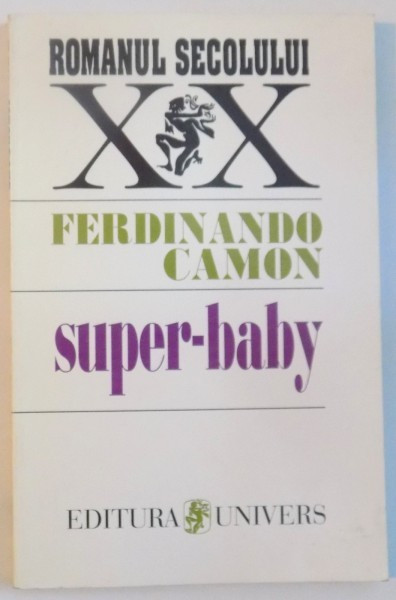 ROMANUL SECOLULUI
XX
FERDINANDO
CAMON
super-baby
EDITURA UNIVERS